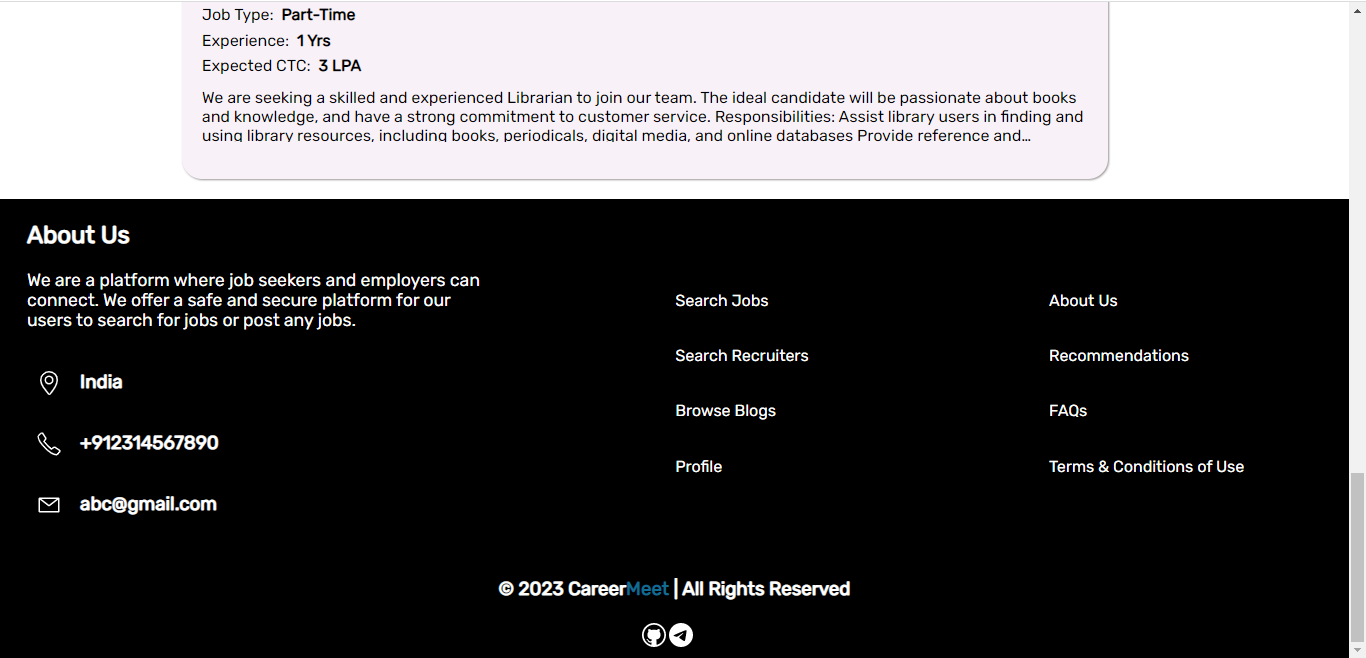 Job Type: Part-Time
Experience: 1 Yrs
Expected CTC: 3 LPA
We are seeking a skilled and experienced Librarian to join our team. The ideal candidate will be passionate about books
and knowledge, and have a strong commitment to customer service. Responsibilities: Assist library users in finding and
using library resources, including books, periodicals, digital media, and online databases Provide reference and…
About Us
We are a platform where job seekers and employers can
connect. We offer a safe and secure platform for our
users to search for jobs or post any jobs.
India
+912314567890
abc@gmail.com
Search Jobs
Search Recruiters
Browse Blogs
Profile
About Us
Recommendations
FAQs
Terms & Conditions of Use
© 2023 CareerMeet | All Rights Reserved